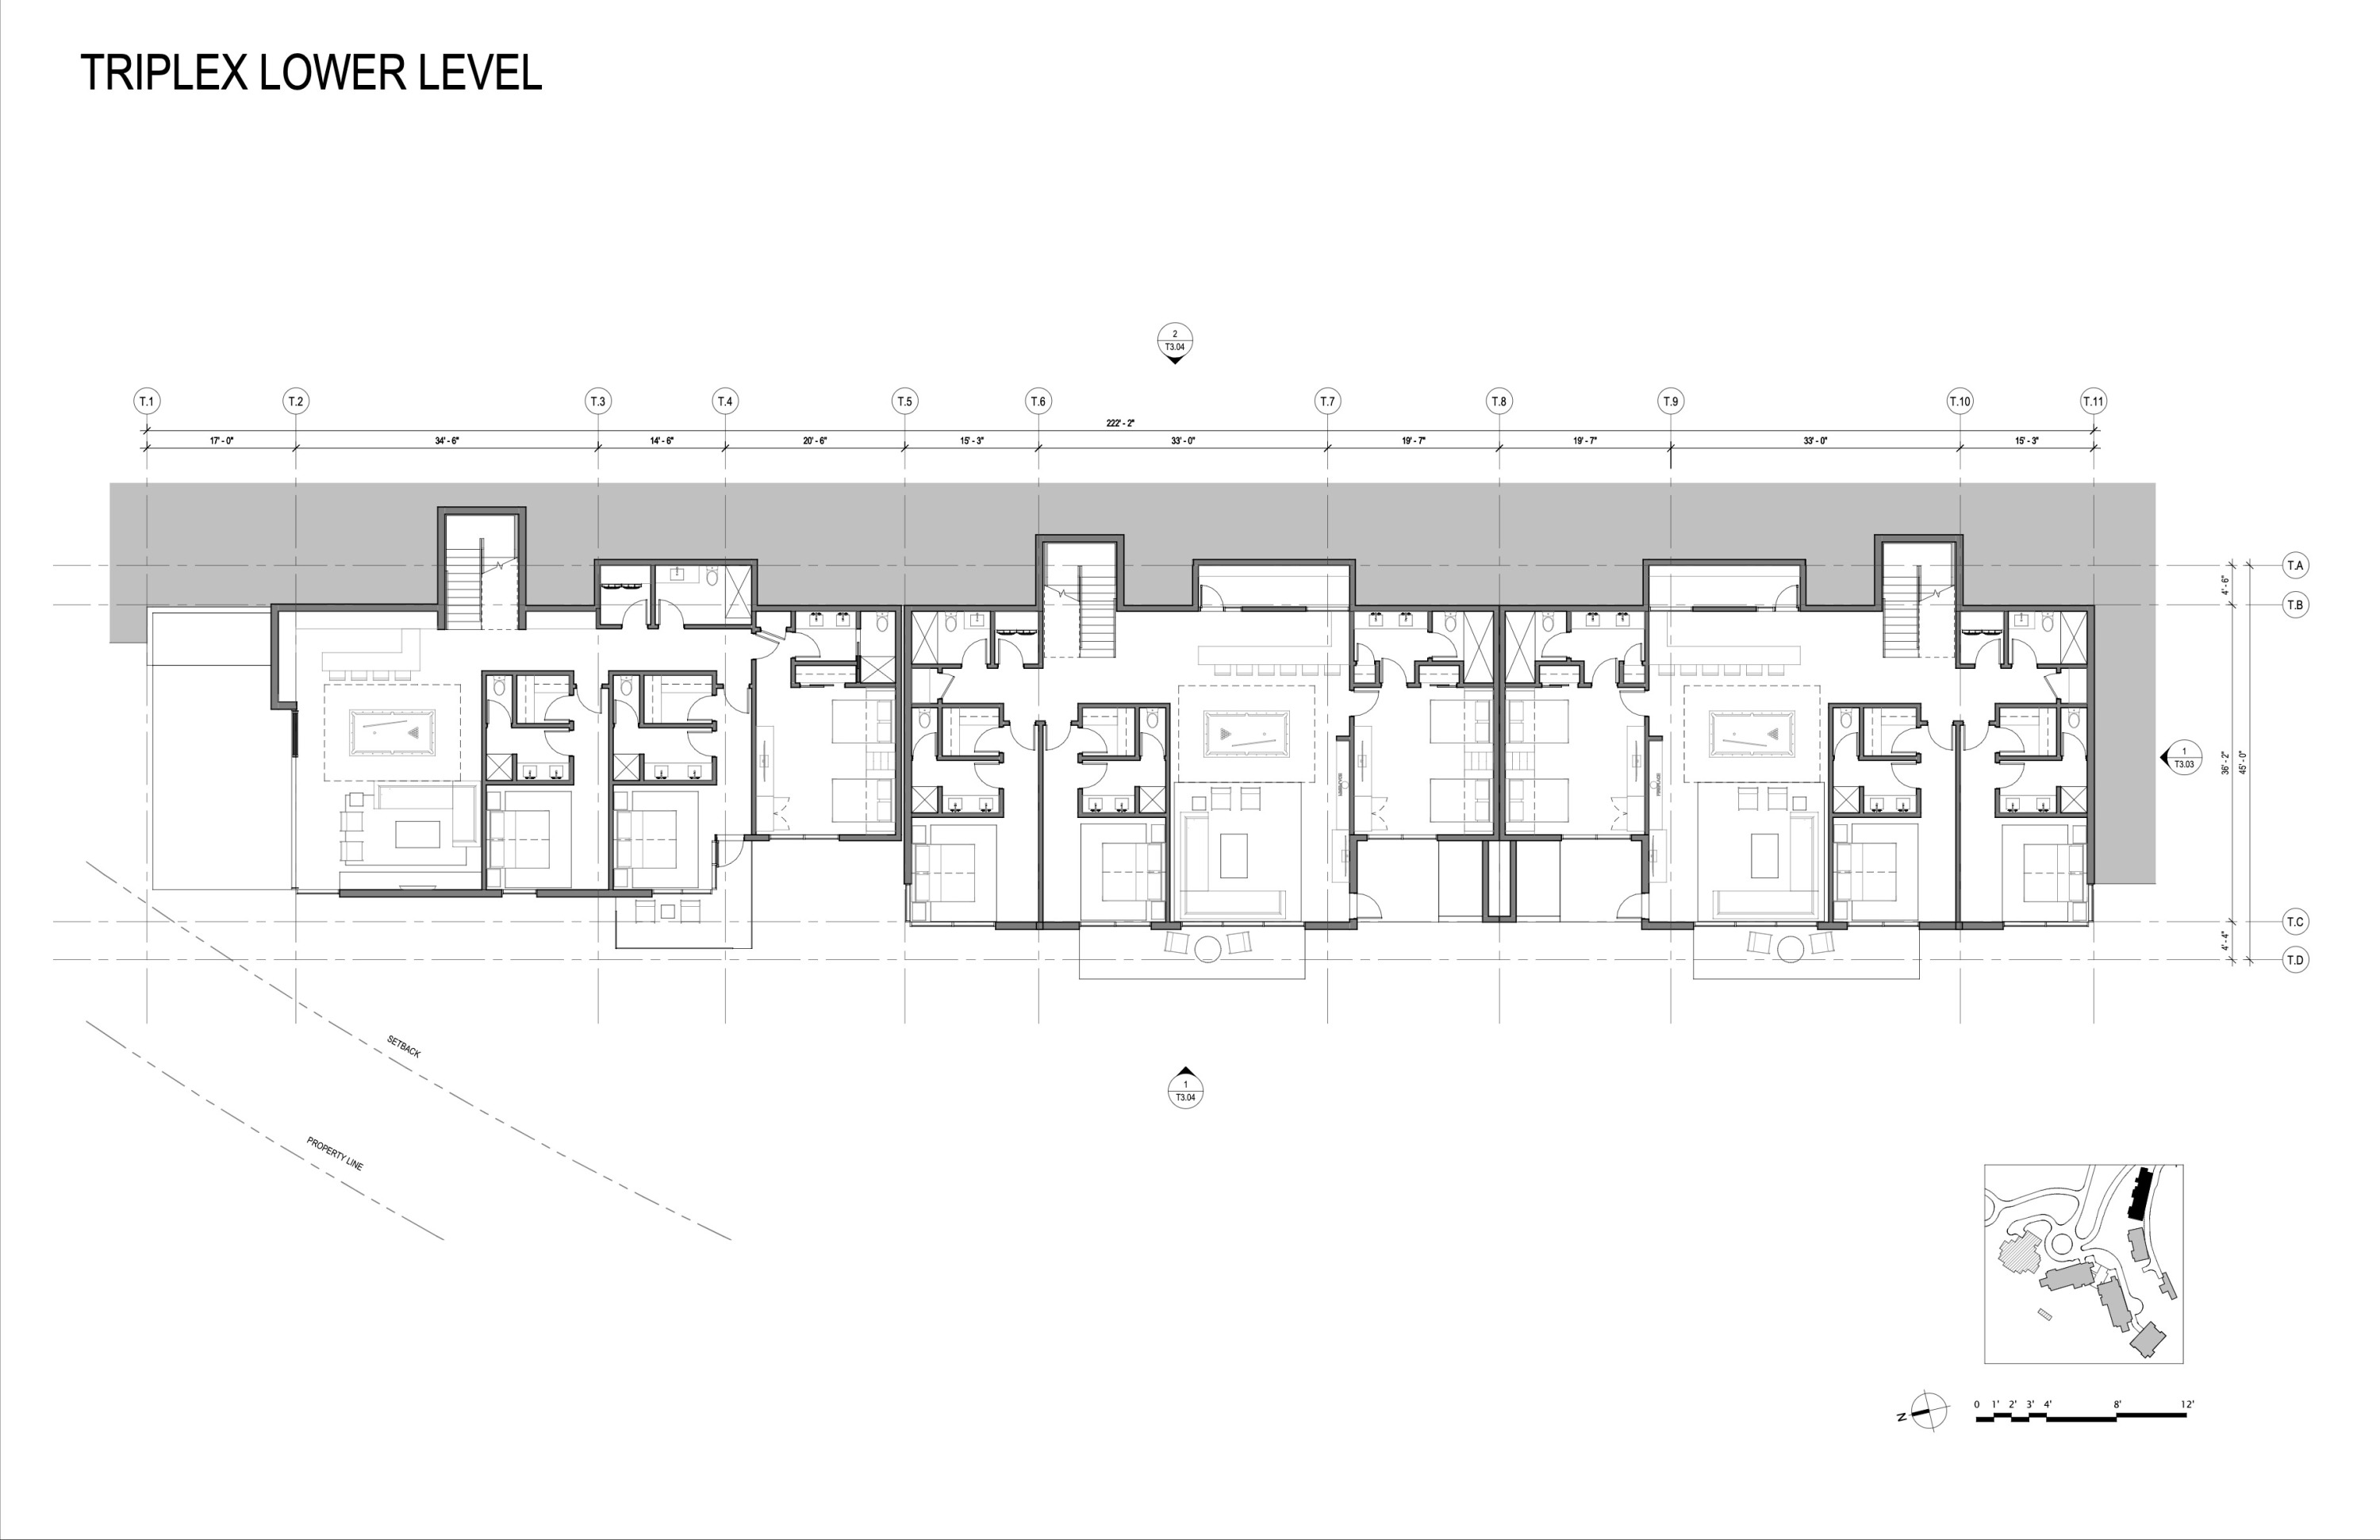 TRIPLEX LOWER LEVEL
2
T3.04
T.1
T.2
T.3
T.4
T.5
T.6
T.7
T.8
T.9
T.10
T.11
222' - 2"
17' - 0"
34' - 6"
14' - 6"
20' - 6"
15' - 3"
33' - 0"
19' - 7"
19' - 7"
33' - 0"
15' - 3"
T.A
4' - 6"
T.B
1
T3.03
36' - 2"
45' - 0"
FIREPLACE
FIREPLACE
T.C
4' - 4"
T.D
SETBACK
1
T3.04
PROPERTY LINE
N
0 1' 2' 3' 4' 8' 12'